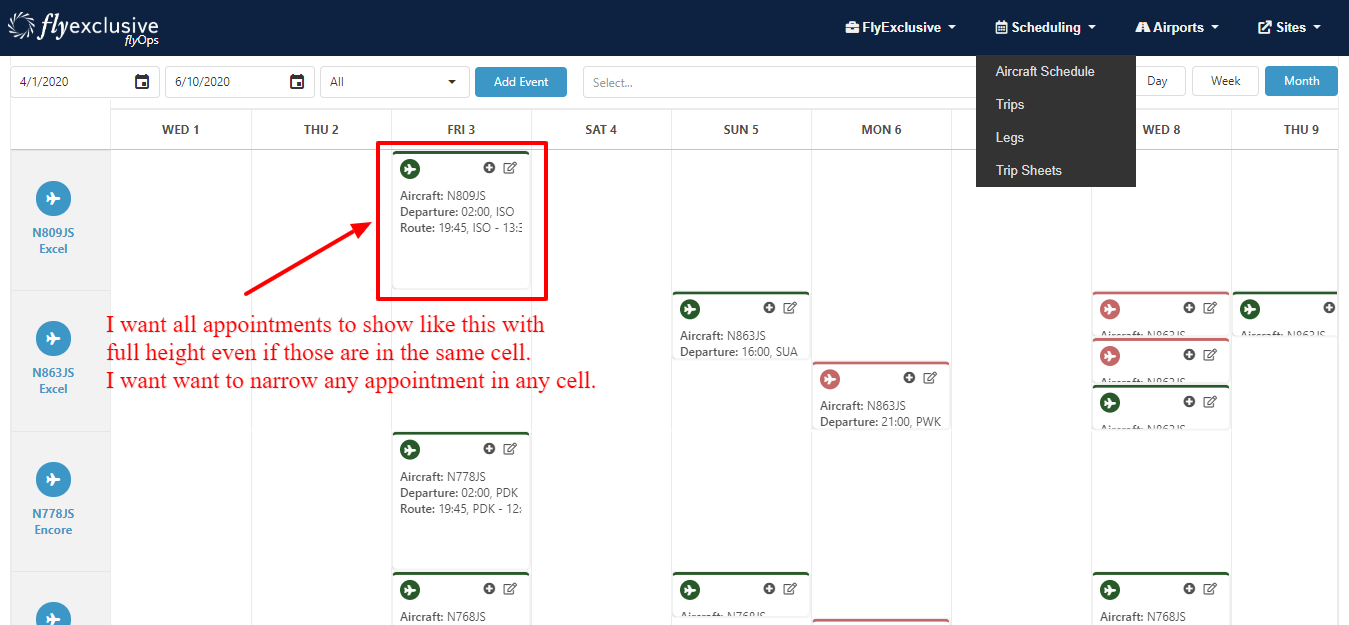 flyexclusive
flyOps
FlyExclusive
Scheduling
Airports
Sites
Aircraft Schedule
Trips
Legs
Trip Sheets
4/1/2020
6/10/2020
All
Add Event
Select...
Day
Week
Month
WED 1
THU 2
FRI 3
SAT 4
SUN 5
MON 6
WED 8
THU 9
N809JS
Excel
Aircraft: N809JS
Departure: 02:00, ISO
Route: 19:45, ISO - 13:3
I want all appointments to show like this with
full height even if those are in the same cell.
I want want to narrow any appointment in any cell.
N863JS
Excel
Aircraft: N863JS
Departure: 16:00, SUA
Aircraft: N863JS
Departure: 21:00, PWK
Aircraft: N863JS
Aircraft: N863JS
Aircraft: N863JS
Aircraft: N863JS
N778JS
Encore
Aircraft: N778JS
Departure: 02:00, PDK
Route: 19:45, PDK - 12:
Aircraft: N768JS
Aircraft: N768JS
Aircraft: N768JS